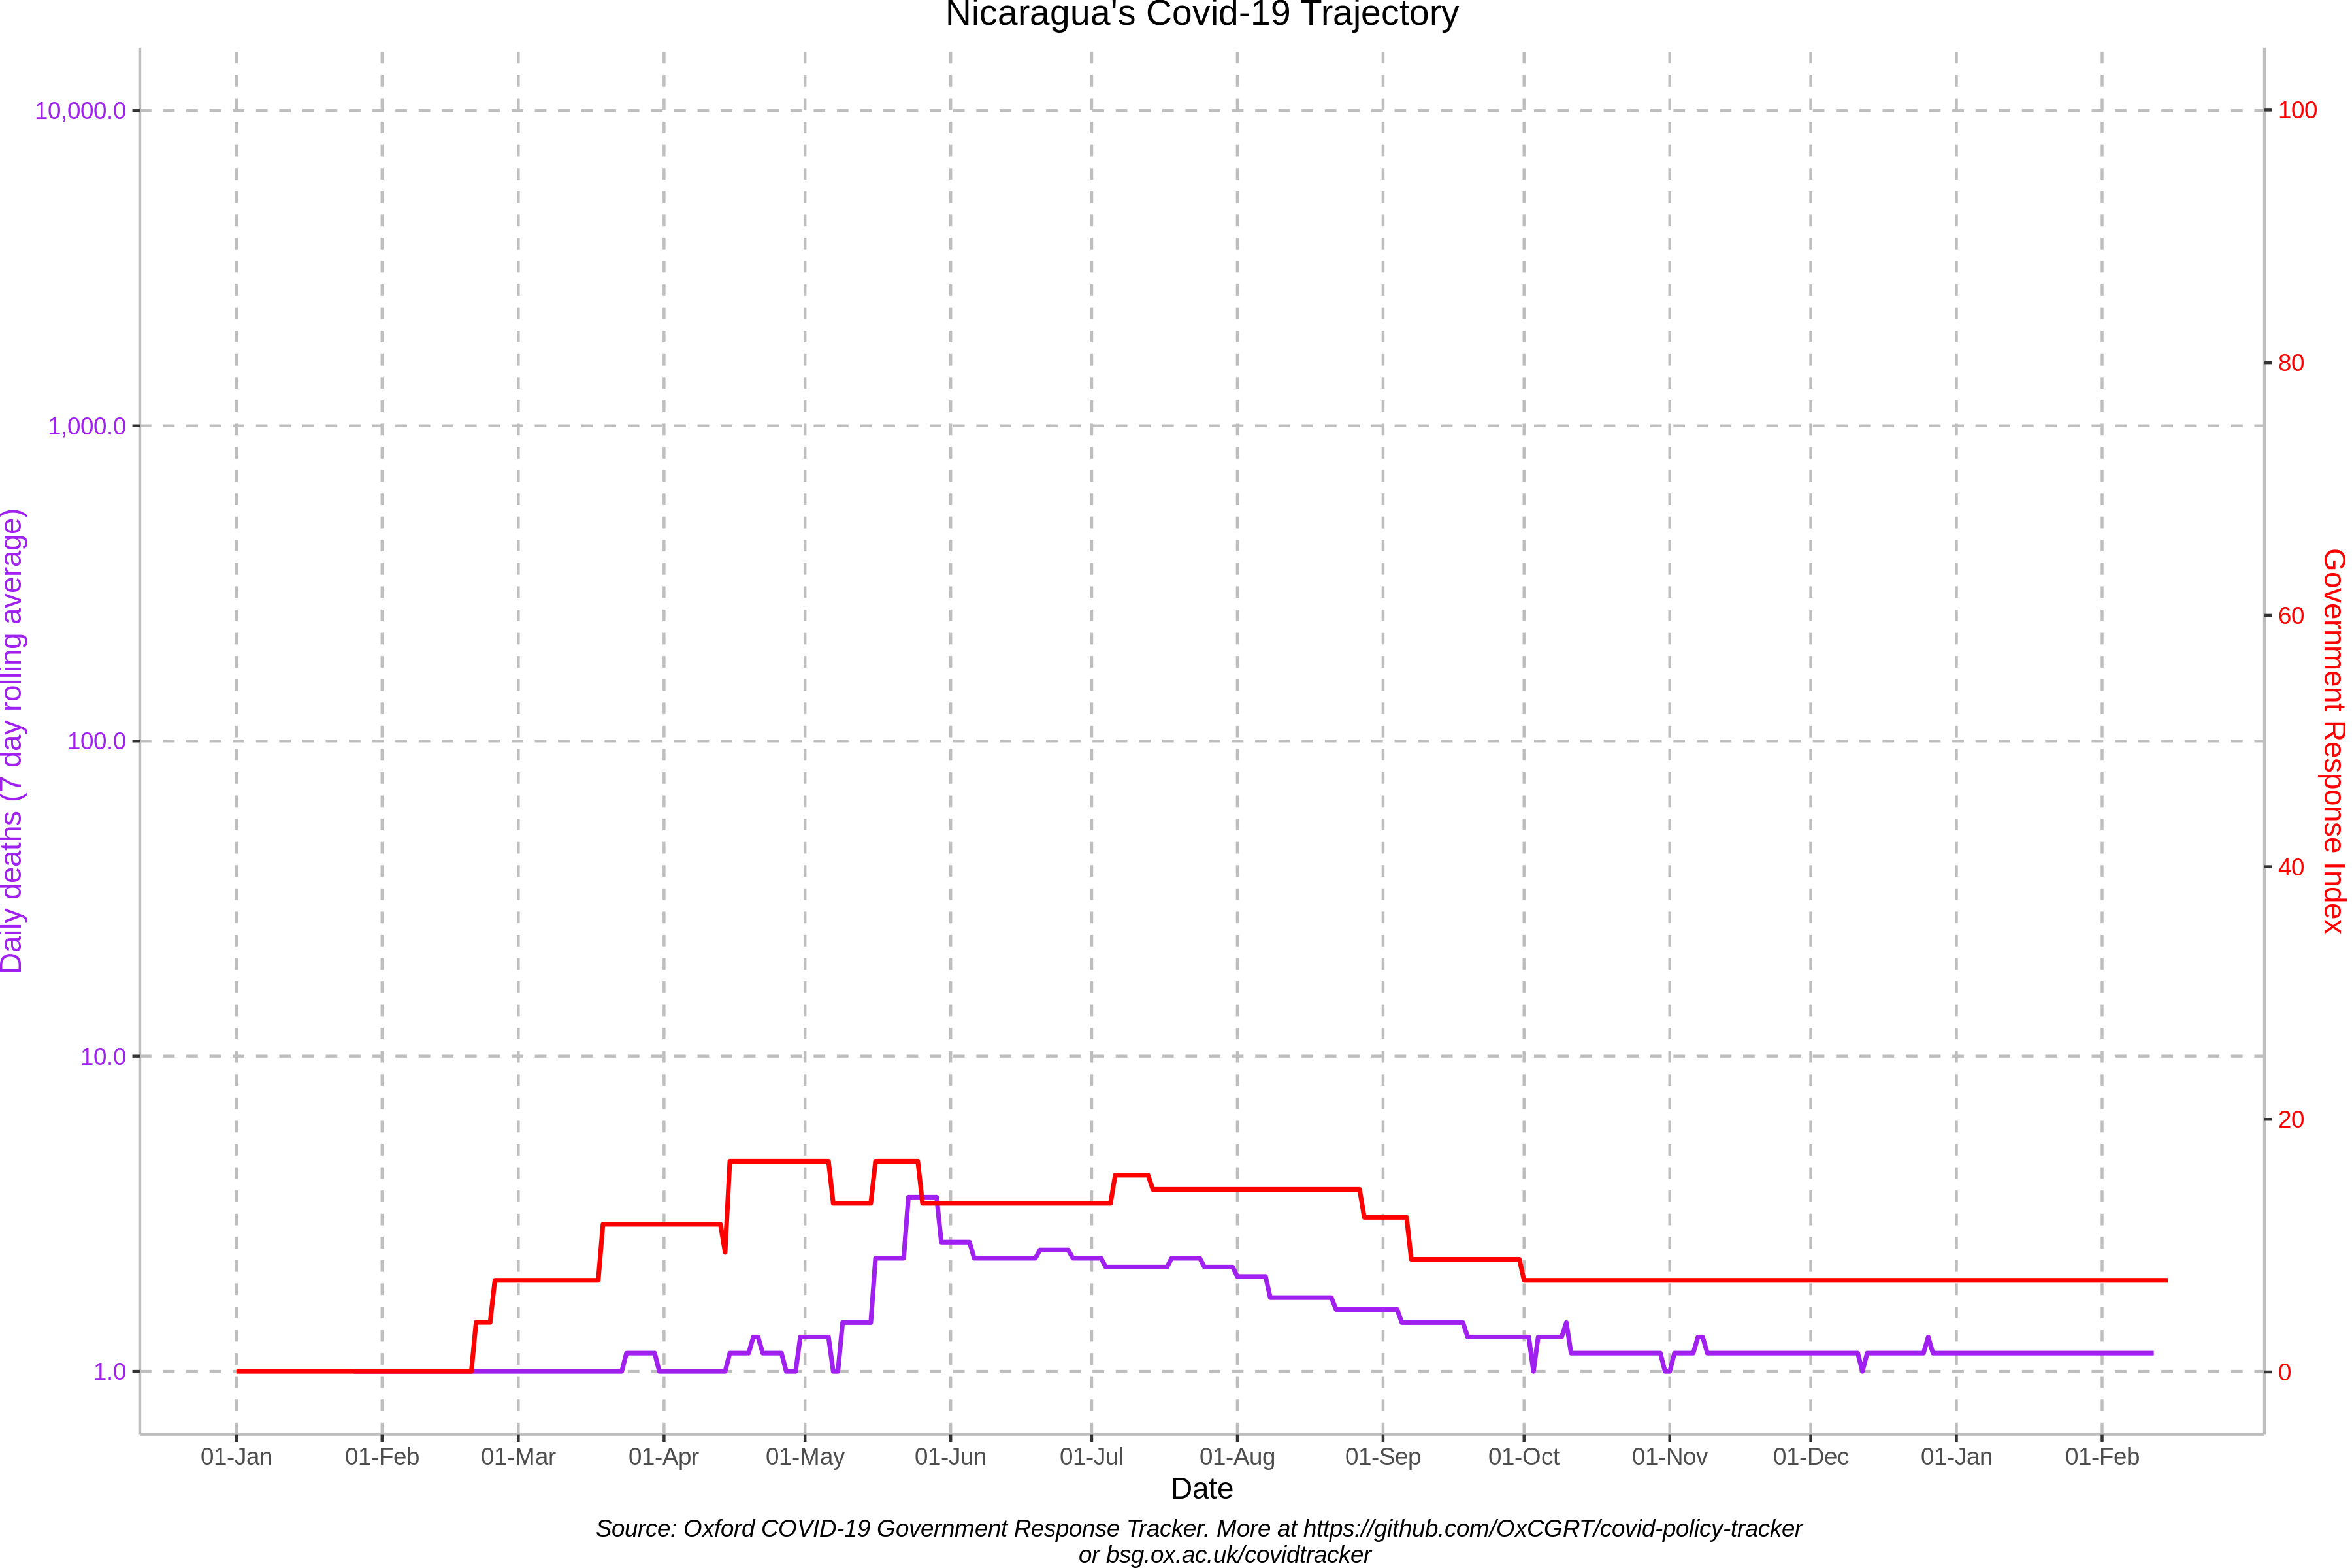 Nicaragua's Covid-19 Trajectory
10,000.0
1,000.0
100.0
10.0
1.0
Daily deaths (7 day rolling average)
100
80
60
40
20
0
Government Response Index
01-Jan 01-Feb 01-Mar 01-Apr 01-May 01-Jun 01-Jul 01-Aug 01-Sep 01-Oct 01-Nov 01-Dec 01-Jan 01-Feb
Date
Source: Oxford COVID-19 Government Response Tracker. More at https://github.com/OxCGRT/covid-policy-tracker
or bsg.ox.ac.uk/covidtracker